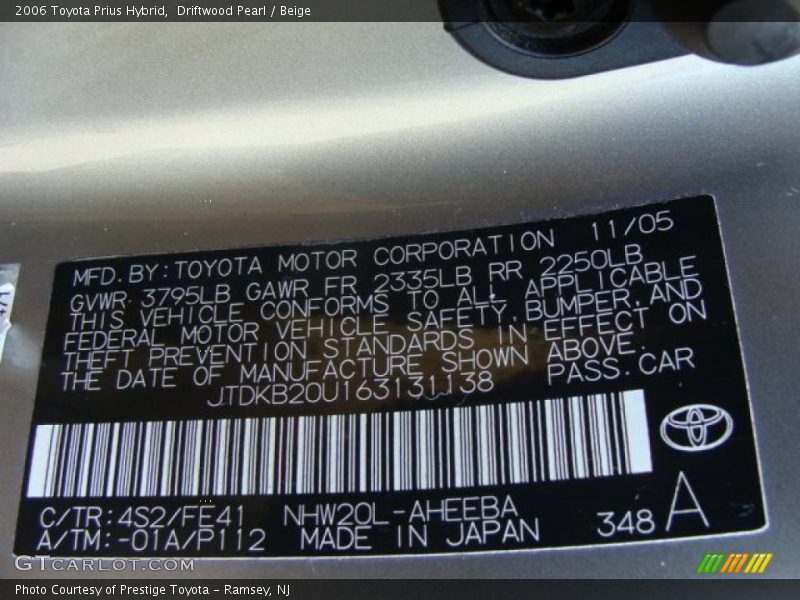 2006 Toyota Prius Hybrid,  Driftwood Pearl / Beige
MFD. BY: TOYOTA MOTOR CORPORATION 11/05
GVWR 3795LB GAWR FR 2335LB RR 2250LB
THIS VEHICLE CONFORMS TO ALL APPLICABLE
FEDERAL MOTOR VEHICLE SAFETY, BUMPER, AND
THEFT PREVENTION STANDARDS IN EFFECT ON
THE DATE OF MANUFACTURE SHOWN ABOVE.
JTDKB20U163131138 PASS. CAR
C/TR: 4S2/FE41 NHW20L-AHEEBA
A/TM: -01A/P112 MADE IN JAPAN 348 A
GTCARLOT.COM
Photo Courtesy of Prestige Toyota - Ramsey, NJ